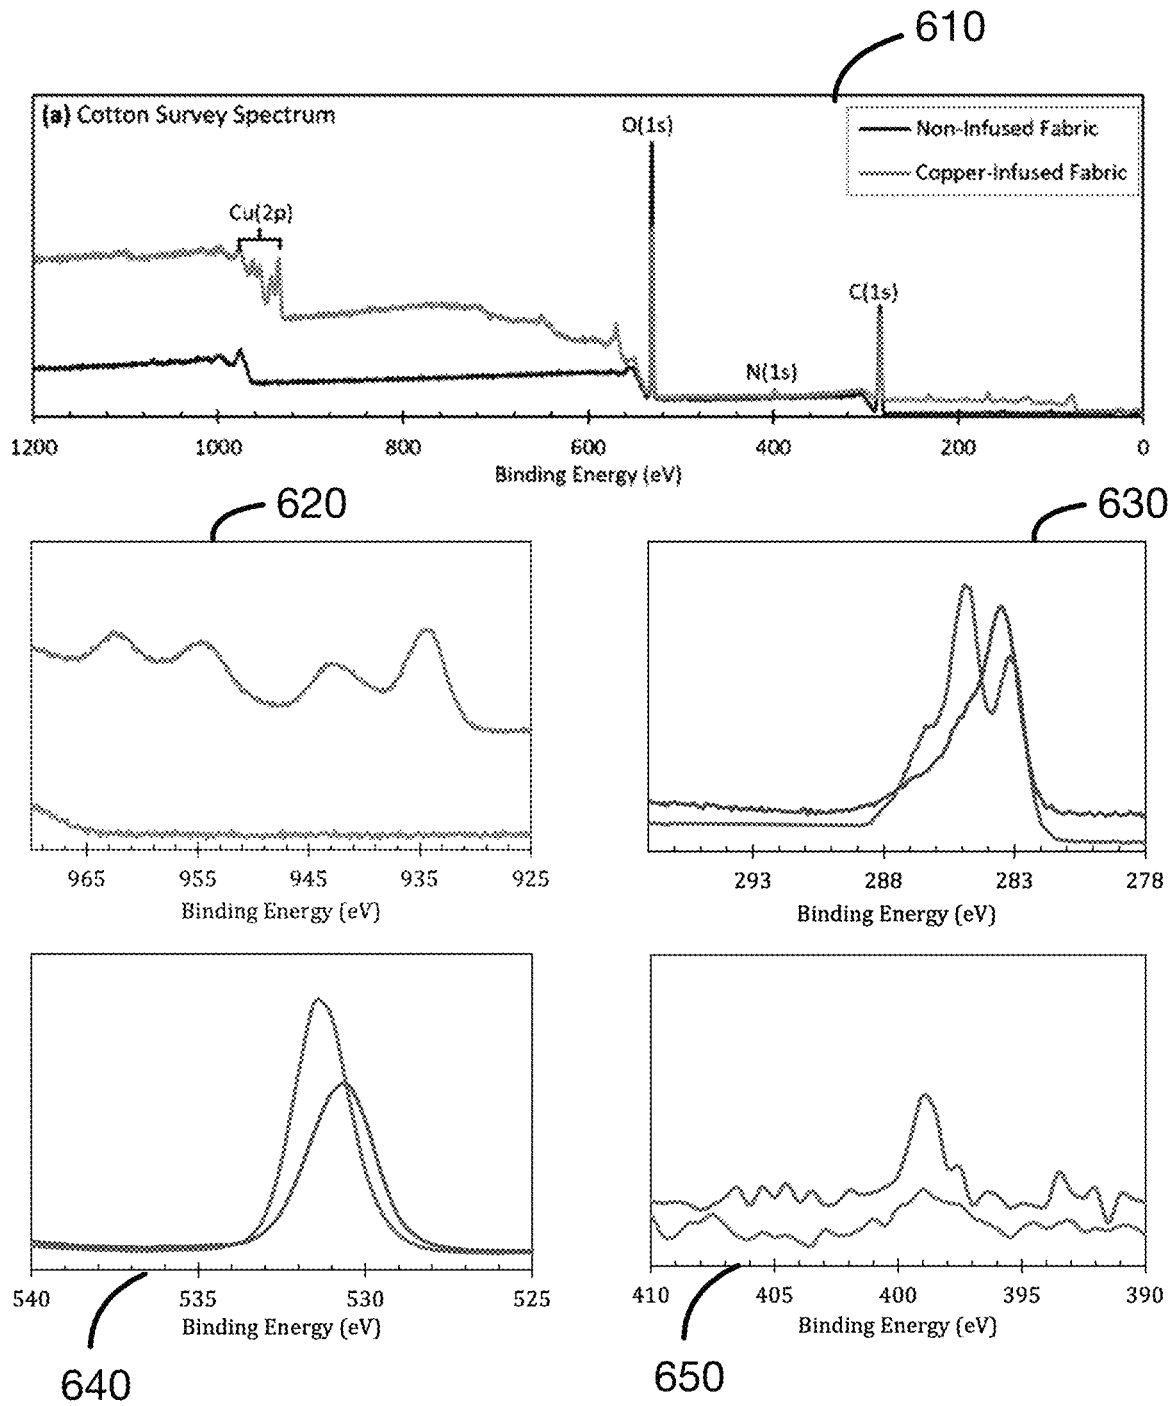 610
(a) Cotton Survey Spectrum
O(1s)
Non-Infused Fabric
Copper-Infused Fabric
Cu(2p)
C(1s)
N(1s)
1200 1000 800 600 400 200 0
Binding Energy (eV)
620
630
965 955 945 935 925
Binding Energy (eV)
293 288 283 278
Binding Energy (eV)
540 535 530 525
Binding Energy (eV)
410 405 400 395 390
Binding Energy (eV)
640
650